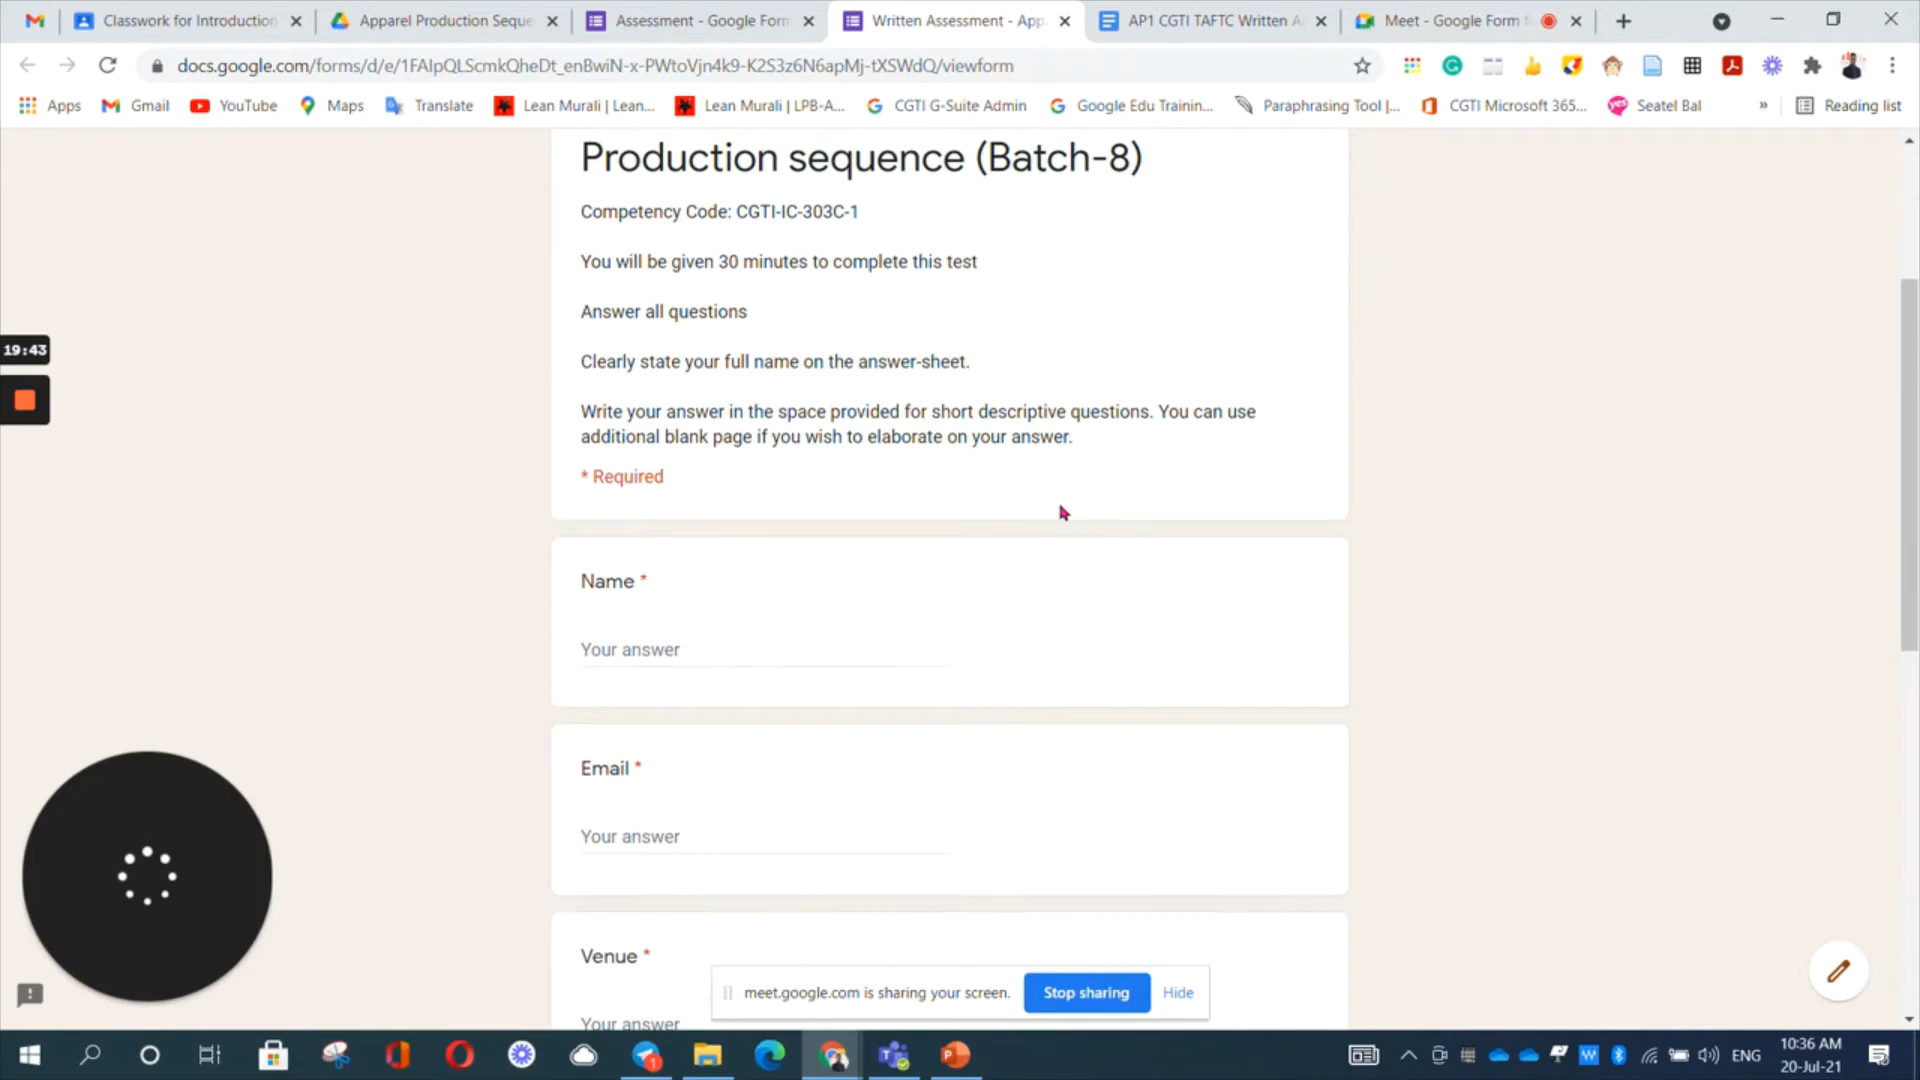 Classwork for Introduction
Apparel Production Seque
Assessment - Google Form
Written Assessment - App
AP1 CGTI TAFTC Written A
Meet - Google Form f
docs.google.com/forms/d/e/1FAIpQLScmkQheDt_enBwiN-x-PWtoVjn4k9-K2S3z6N6apMj-tXSWdQ/viewform
Apps
Gmail
YouTube
Maps
Translate
Lean Murali | Lean...
Lean Murali | LPB-A...
CGTI G-Suite Admin
Google Edu Trainin...
Paraphrasing Tool |...
CGTI Microsoft 365...
Seatel Bal
»
Reading list
Production sequence (Batch-8)
Competency Code: CGTI-IC-303C-1
You will be given 30 minutes to complete this test
Answer all questions
19:43
Clearly state your full name on the answer-sheet.
Write your answer in the space provided for short descriptive questions. You can use
additional blank page if you wish to elaborate on your answer.
* Required
Name *
Your answer
Email *
Your answer
Venue *
Your answer
meet.google.com is sharing your screen.
Stop sharing
Hide
ENG
10:36 AM
20-Jul-21